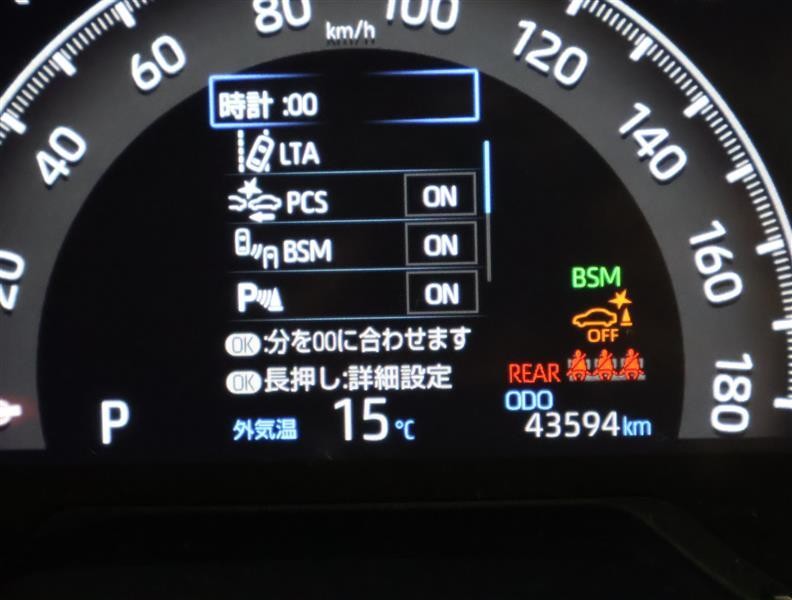 20
40
60
80
100
120
140
160
180
km/h
時計 :00
LTA
PCS ON
BSM ON
P ON
OK:分を00に合わせます
OK長押し:詳細設定
BSM
OFF
REAR
P
外気温 15℃
ODO
43594km